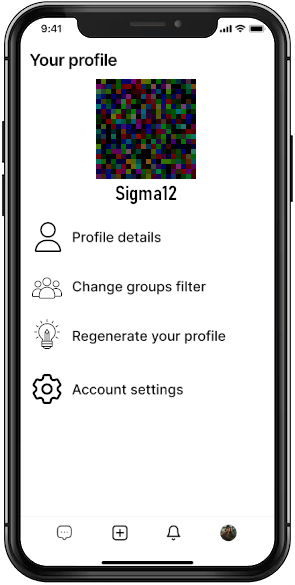 9:41
Your profile
Sigma12
Profile details
Change groups filter
Regenerate your profile
Account settings